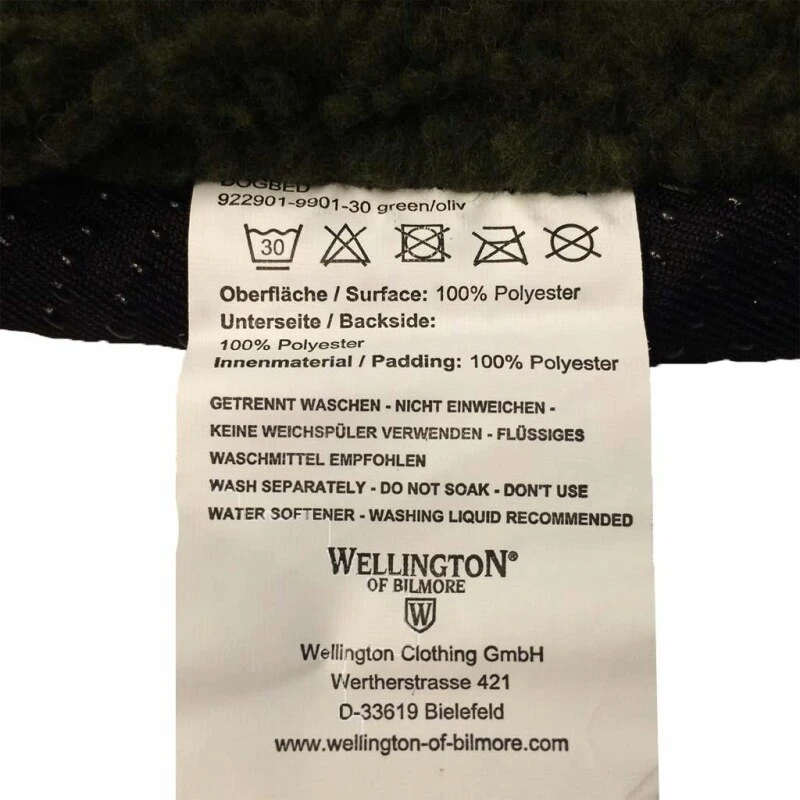 DOGBED
922901-9901-30 green/oliv
30
Oberfläche / Surface: 100% Polyester
Unterseite / Backside:
100% Polyester
Innenmaterial / Padding: 100% Polyester
GETRENNT WASCHEN - NICHT EINWEICHEN -
KEINE WEICHSPÜLER VERWENDEN - FLÜSSIGES
WASCHMITTEL EMPFOHLEN
WASH SEPARATELY - DO NOT SOAK - DON'T USE
WATER SOFTENER - WASHING LIQUID RECOMMENDED
WELLINGTON®
OF BILMORE
W
Wellington Clothing GmbH
Wertherstrasse 421
D-33619 Bielefeld
www.wellington-of-bilmore.com